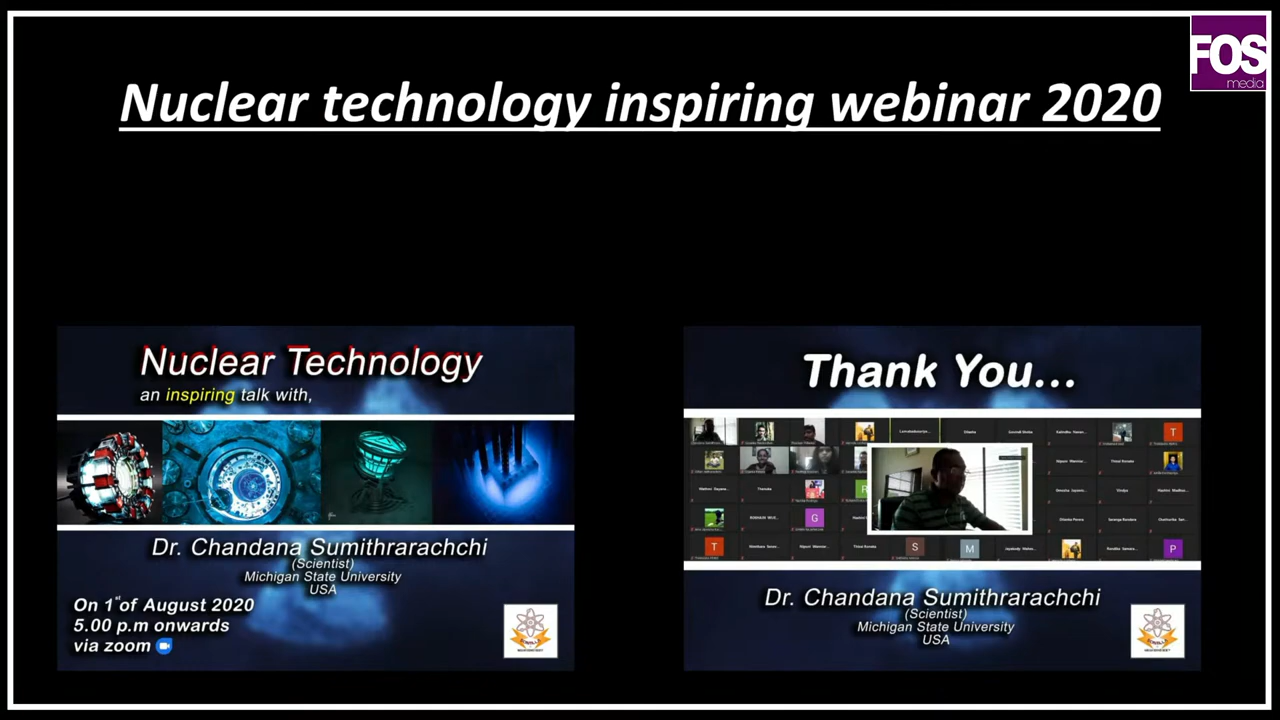 FOS
media
Nuclear technology inspiring webinar 2020
Nuclear Technology
an inspiring talk with,
Dr. Chandana Sumithrarachchi
(Scientist)
Michigan State University
USA
On 1st of August 2020
5.00 p.m onwards
via zoom
Thank You...
T
G
T
S
M
P
Dr. Chandana Sumithrarachchi
(Scientist)
Michigan State University
USA